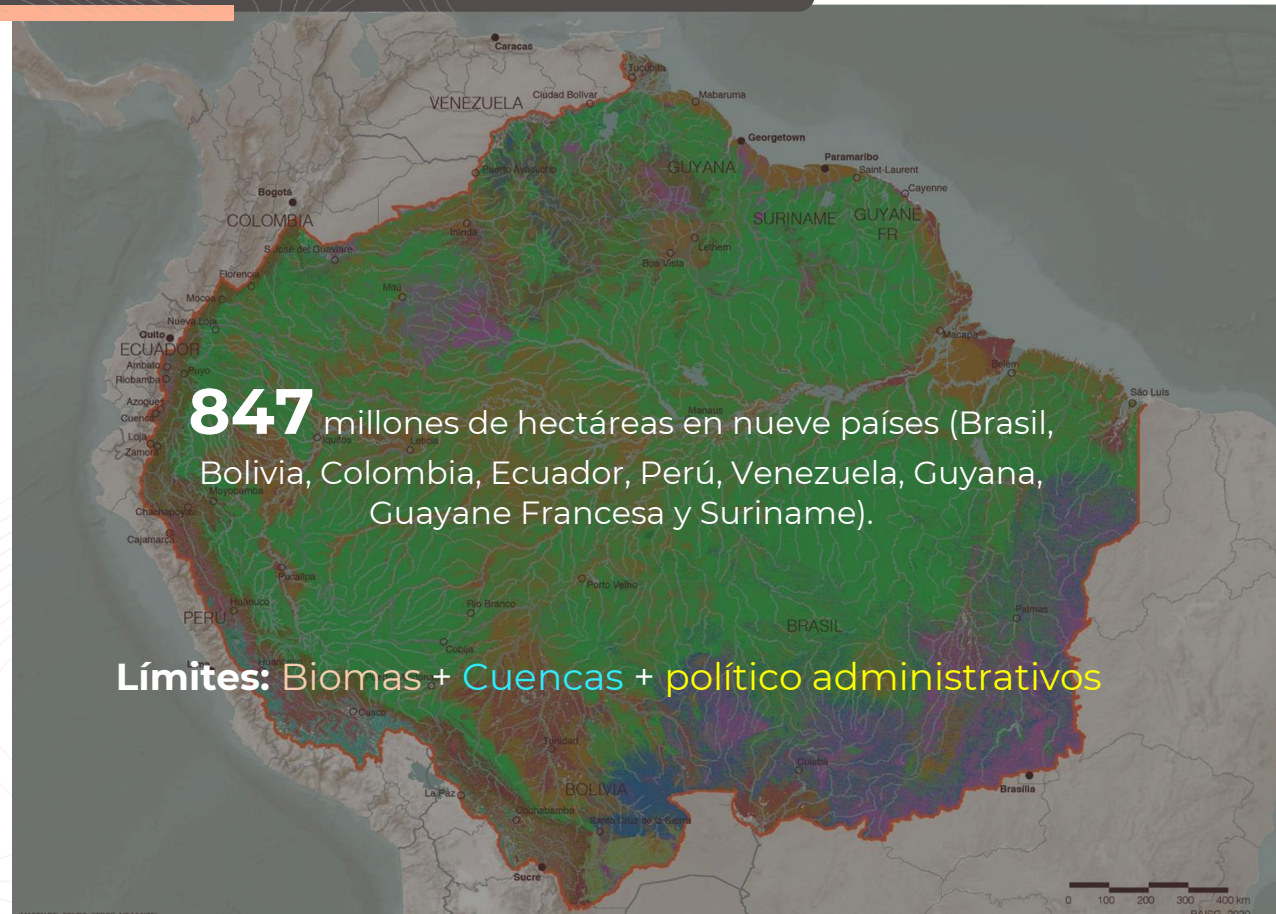 Caracas
Tucupita
VENEZUELA
Ciudad Bolivar
Mabaruma
Georgetown
Puerto Ayacucho
GUYANA
Paramaribo
Saint-Laurent
Cayenne
Bogotá
COLOMBIA
SURINAME
GUYANE
FR
Inirida
Lethem
S José del Guaviare
Boa Vista
Florencia
Mitú
Mocoa
Nueva Loja
Quito
ECUADOR
Macapá
Ambato
Puyo
Riobamba
Belém
São Luis
Azogues
847 millones de hectáreas en nueve países (Brasil,
Manaus
Cuenca
Loja
Iquitos
Leticia
Zamora
Bolivia, Colombia, Ecuador, Perú, Venezuela, Guyana,
Moyobamba
Guayane Francesa y Suriname).
Chachapoyas
Cajamarca
Pucallpa
Porto Velho
Huánuco
Rio Branco
Palmas
PERÚ
BRASIL
Cobija
Límites: Biomas + Cuencas + político administrativos
Cusco
Trinidad
Cuiabá
La Paz
BOLIVIA
Brasília
Cochabamba
Santa Cruz de la Sierra
Sucre
0 100 200 300 400 km